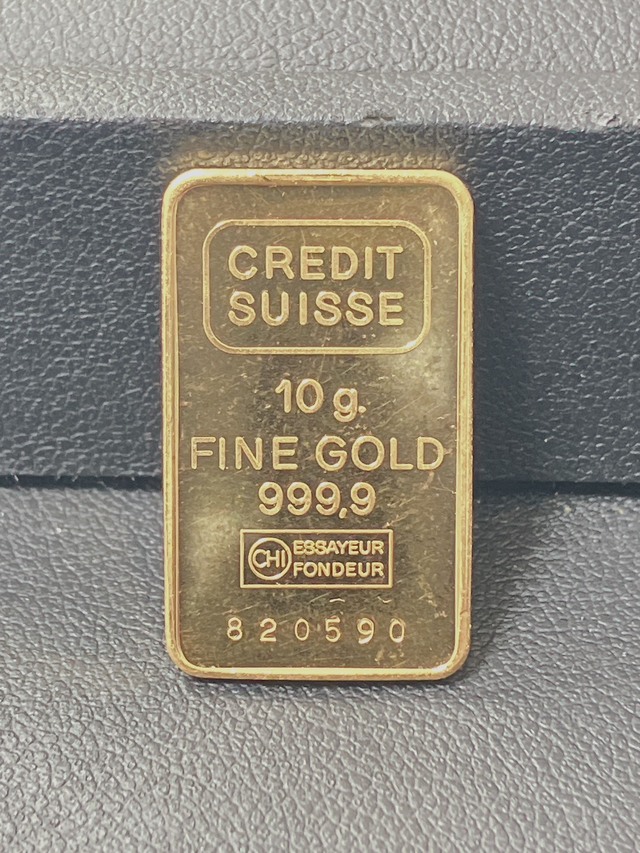 CREDIT
SUISSE
10 g.
FINE GOLD
999,9
CHI ESSAYEUR
FONDEUR
820590